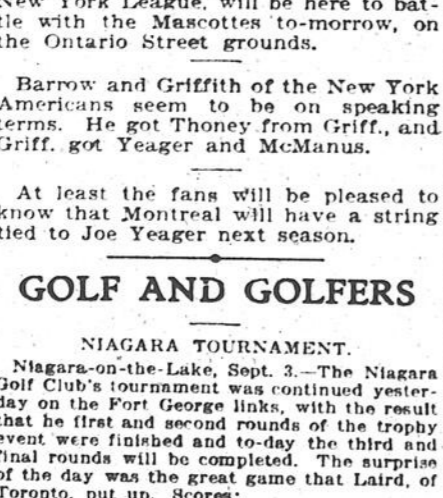 New York League, will be here to bat-
tle with the Mascottes to-morrow, on
the Ontario Street grounds.
Barrow and Griffith of the New York
Americans seem to be on speaking
terms. He got Thoney from Griff., and
Griff. got Yeager and McManus.
At least the fans will be pleased to
know that Montreal will have a string
tied to Joe Yeager next season.
GOLF AND GOLFERS
NIAGARA TOURNAMENT.
Niagara-on-the-Lake, Sept. 3.—The Niagara
Golf Club's tournament was continued yester-
day on the Fort George links, with the result
that he first and second rounds of the trophy
event were finished and to-day the third and
final rounds will be completed. The surprise
of the day was the great game that Laird, of
Toronto, put up. Scores: